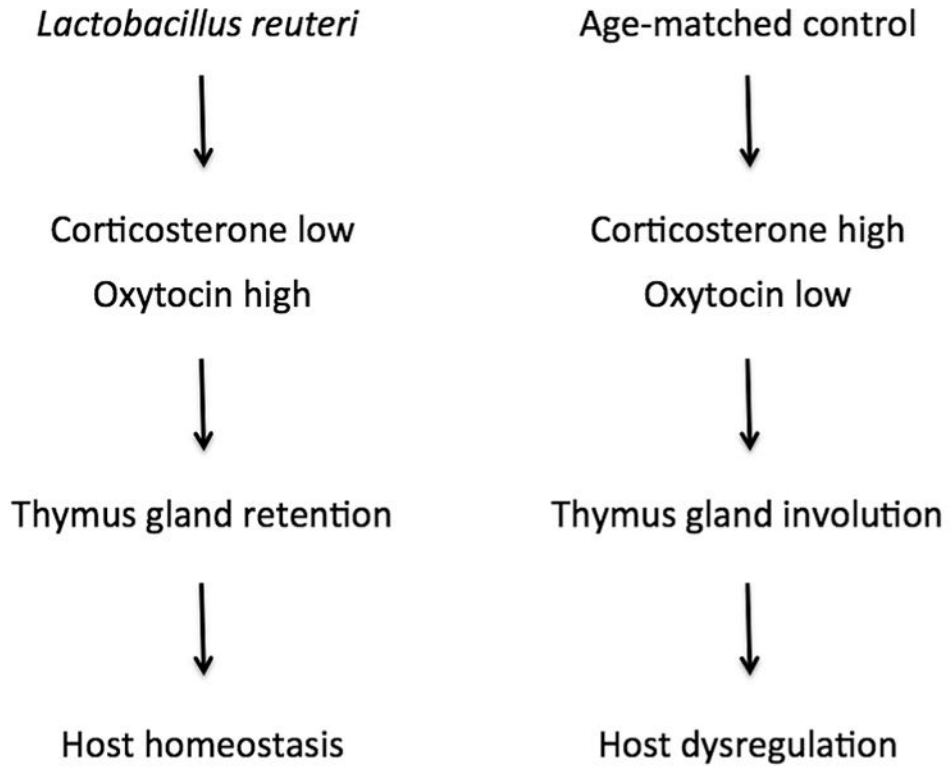 Lactobacillus reuteri
Corticosterone low
Oxytocin high
Thymus gland retention
Host homeostasis
Age-matched control
Corticosterone high
Oxytocin low
Thymus gland involution
Host dysregulation